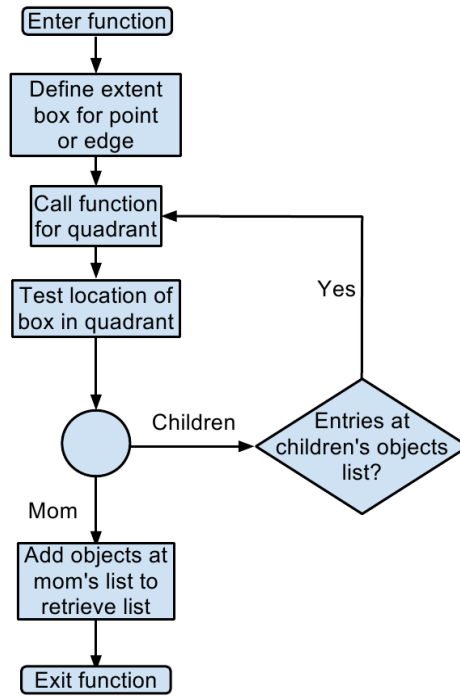 Enter function
Define extent
box for point
or edge
Call function
for quadrant
Test location of
box in quadrant
Yes
Children
Entries at
children's objects
list?
Mom
Add objects at
mom's list to
retrieve list
Exit function